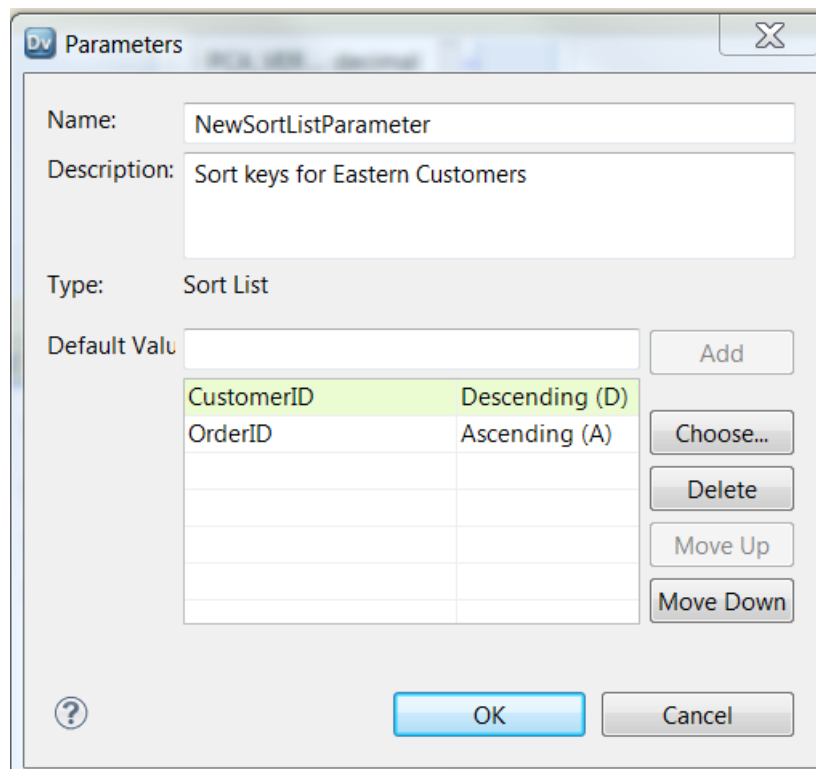 Dv Parameters
Name: NewSortListParameter
Description: Sort keys for Eastern Customers
Type: Sort List
Default Valu
Add
CustomerID Descending (D)
OrderID Ascending (A)
Choose...
Delete
Move Up
Move Down
?
OK Cancel